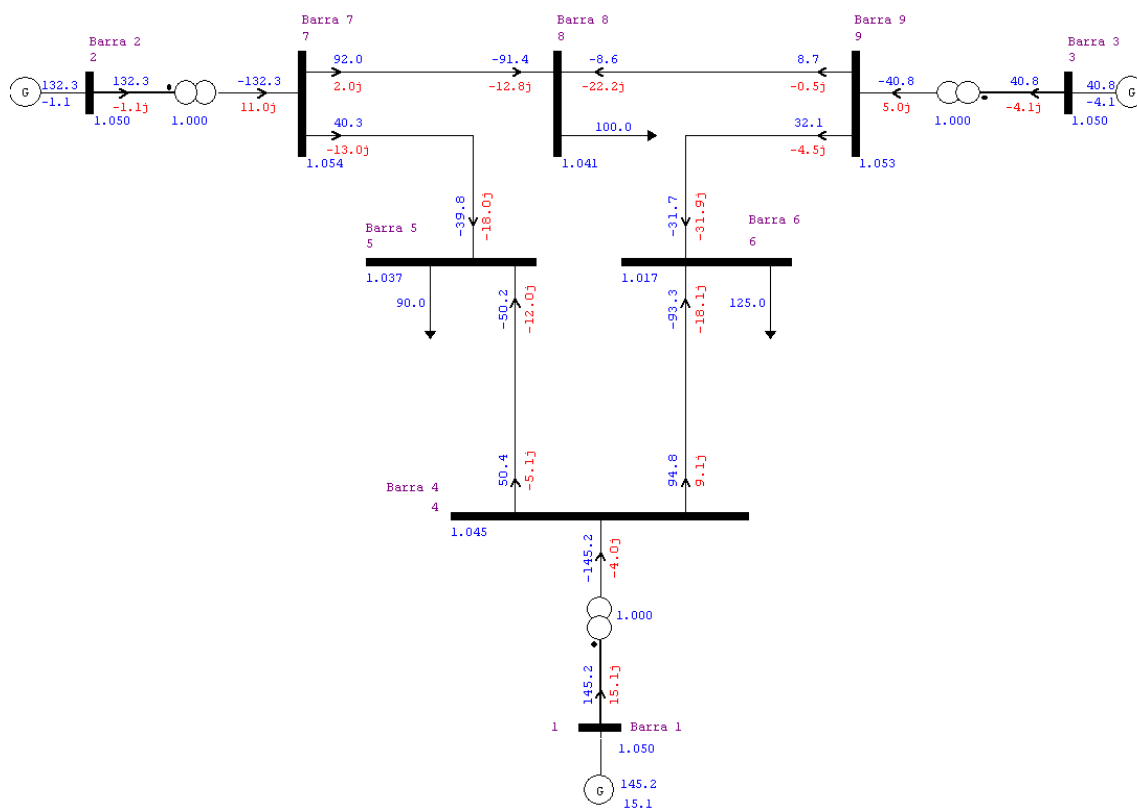 Barra 7
7
Barra 8
8
Barra 9
9
Barra 2
2
Barra 3
3
92.0
2.0j
-91.4
-12.8j
-8.6
-22.2j
8.7
-0.5j
G
132.3
-1.1
132.3
-1.1j
-132.3
11.0j
-40.8
5.0j
40.8
-4.1j
40.8
-4.1
G
1.050
1.000
40.3
-13.0j
100.0
32.1
-4.5j
1.000
1.050
1.054
1.041
1.053
-39.8
-18.0j
-31.7
-31.9j
Barra 5
5
Barra 6
6
1.037
1.017
90.0
-50.2
-12.0j
-93.3
-18.1j
125.0
50.4
-5.1j
94.8
9.1j
Barra 4
4
1.045
-145.2
-4.0j
1.000
145.2
15.1j
1
Barra 1
1.050
G
145.2
15.1